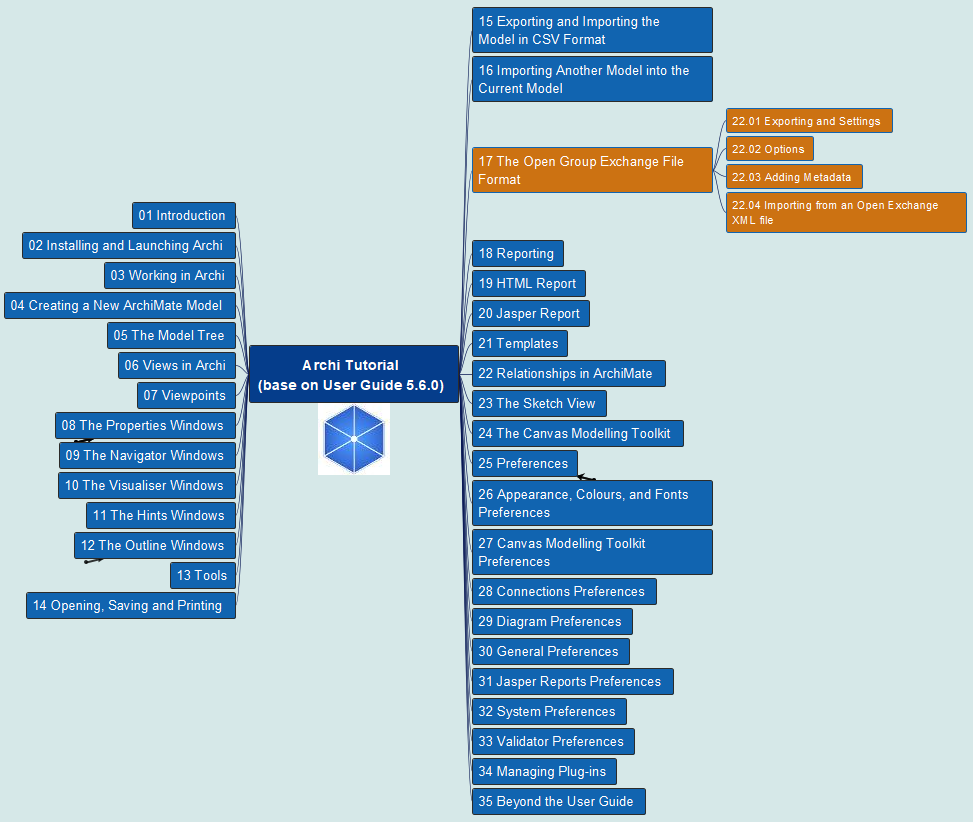 Archi Tutorial
(base on User Guide 5.6.0)
01 Introduction
02 Installing and Launching Archi
03 Working in Archi
04 Creating a New ArchiMate Model
05 The Model Tree
06 Views in Archi
07 Viewpoints
08 The Properties Windows
09 The Navigator Windows
10 The Visualiser Windows
11 The Hints Windows
12 The Outline Windows
13 Tools
14 Opening, Saving and Printing
15 Exporting and Importing the
Model in CSV Format
16 Importing Another Model into the
Current Model
17 The Open Group Exchange File
Format
22.01 Exporting and Settings
22.02 Options
22.03 Adding Metadata
22.04 Importing from an Open Exchange
XML file
18 Reporting
19 HTML Report
20 Jasper Report
21 Templates
22 Relationships in ArchiMate
23 The Sketch View
24 The Canvas Modelling Toolkit
25 Preferences
26 Appearance, Colours, and Fonts
Preferences
27 Canvas Modelling Toolkit
Preferences
28 Connections Preferences
29 Diagram Preferences
30 General Preferences
31 Jasper Reports Preferences
32 System Preferences
33 Validator Preferences
34 Managing Plug-ins
35 Beyond the User Guide